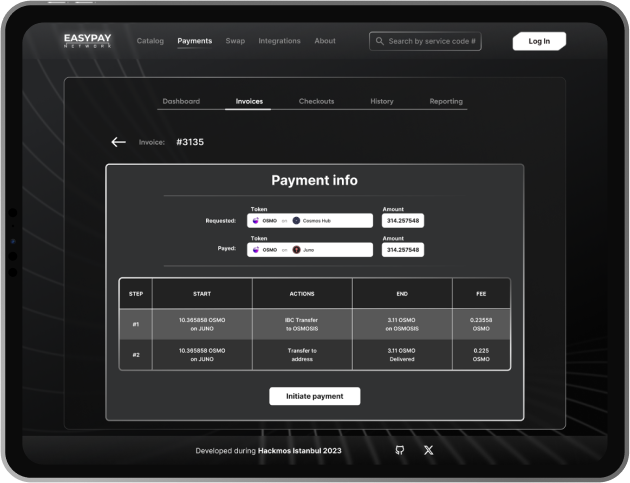 EASYPAY
NETWORK
Catalog Payments Swap Integrations About
Search by service code #
Log In
Dashboard Invoices Checkouts History Reporting
Invoice: #3135
Payment info
Token Amount
Requested: OSMO on Cosmos Hub 314.257548
Token Amount
Payed: OSMO on Juno 314.257548
STEP START ACTIONS END FEE
#1
10.365858 OSMO
on JUNO
IBC Transfer
to OSMOSIS
3.11 OSMO
on OSMOSIS
0.23558
OSMO
#2
10.365858 OSMO
on JUNO
Transfer to
address
3.11 OSMO
Delivered
0.225
OSMO
Initiate payment
Developed during Hackmos Istanbul 2023